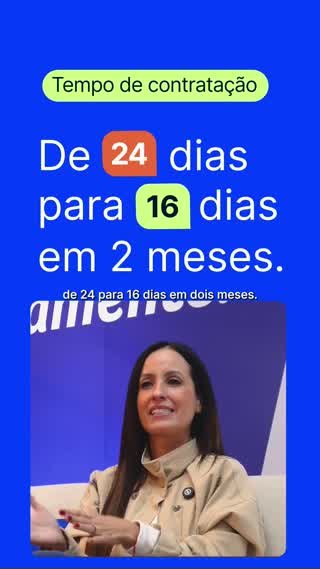 Tempo de contratação
De 24 dias
para 16 dias
em 2 meses.
de 24 para 16 dias em dois meses.